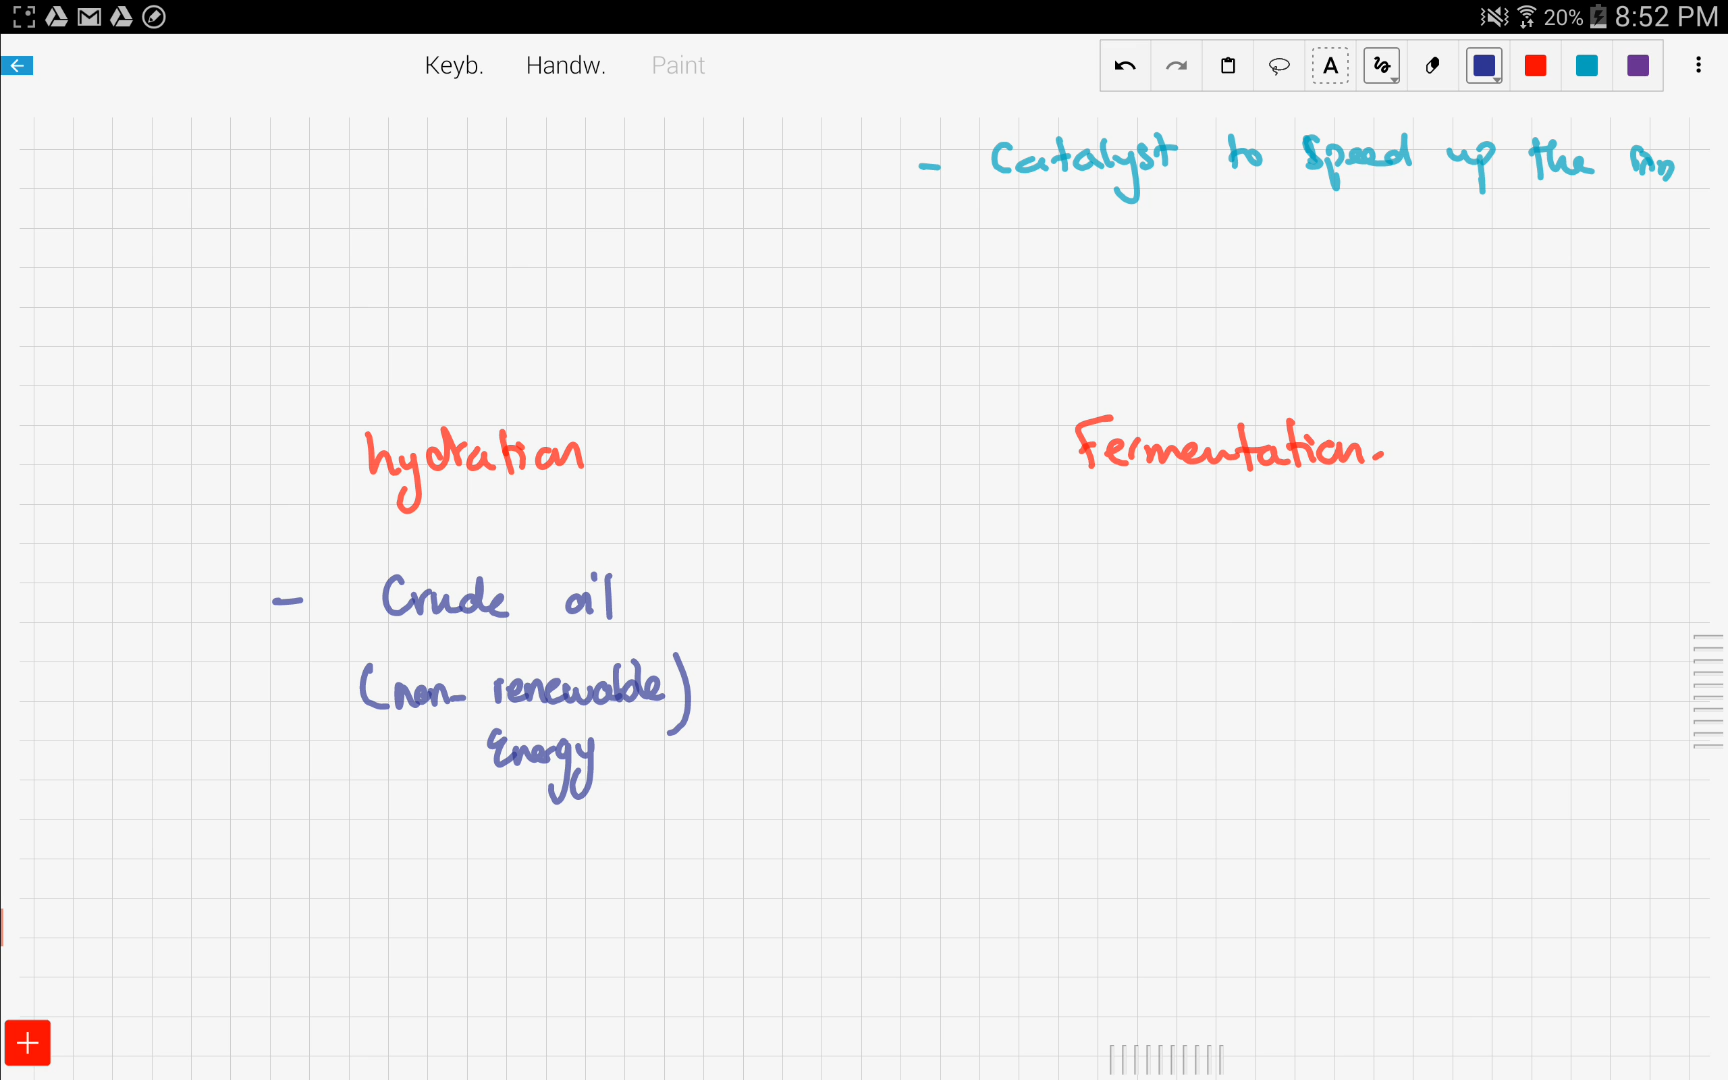 20% 8:52 PM
Keyb. Handw. Paint A
- Catalyst to speed up the
hydration Fermentation.
- Crude oil
(non-renewable)
Energy